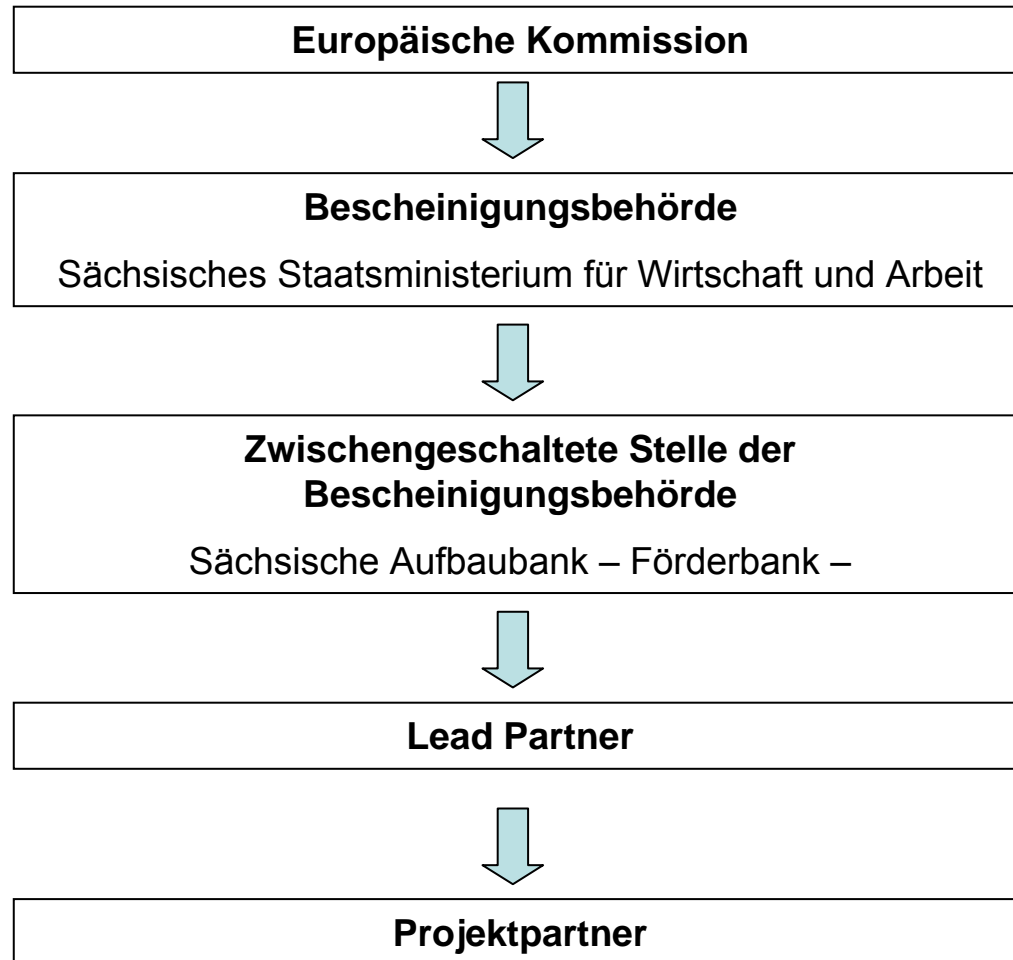 Europäische Kommission
Bescheinigungsbehörde
Sächsisches Staatsministerium für Wirtschaft und Arbeit
Zwischengeschaltete Stelle der
Bescheinigungsbehörde
Sächsische Aufbaubank – Förderbank –
Lead Partner
Projektpartner